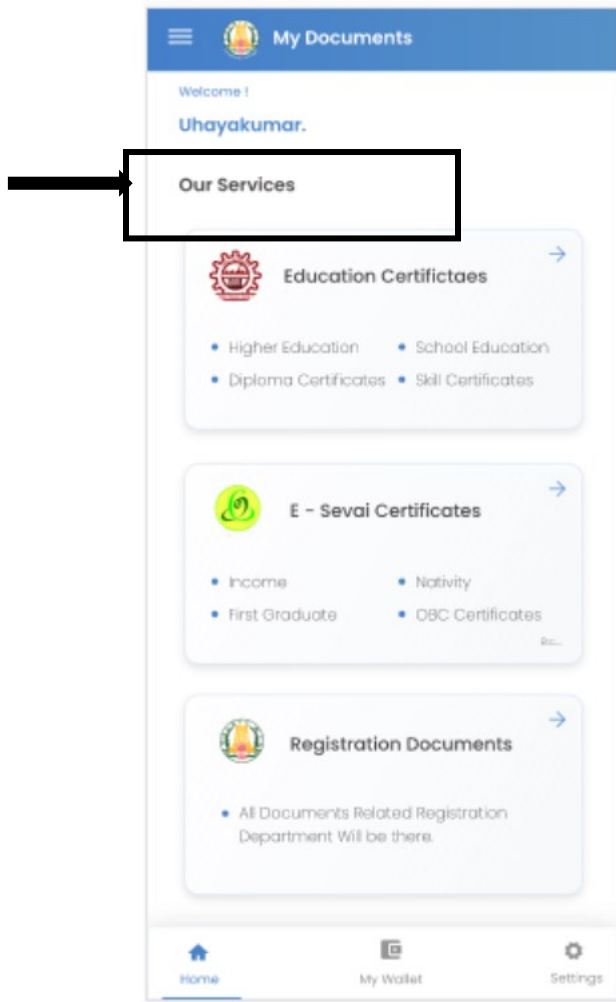 My Documents
Welcome !
Uhayakumar.
Our Services
Education Certifictaes
• Higher Education • School Education
• Diploma Certificates • Skill Certificates
E - Sevai Certificates
• Income • Nativity
• First Graduate • OBC Certificates
Registration Documents
• All Documents Related Registration
Department Will be there.
Home My Wallet Settings